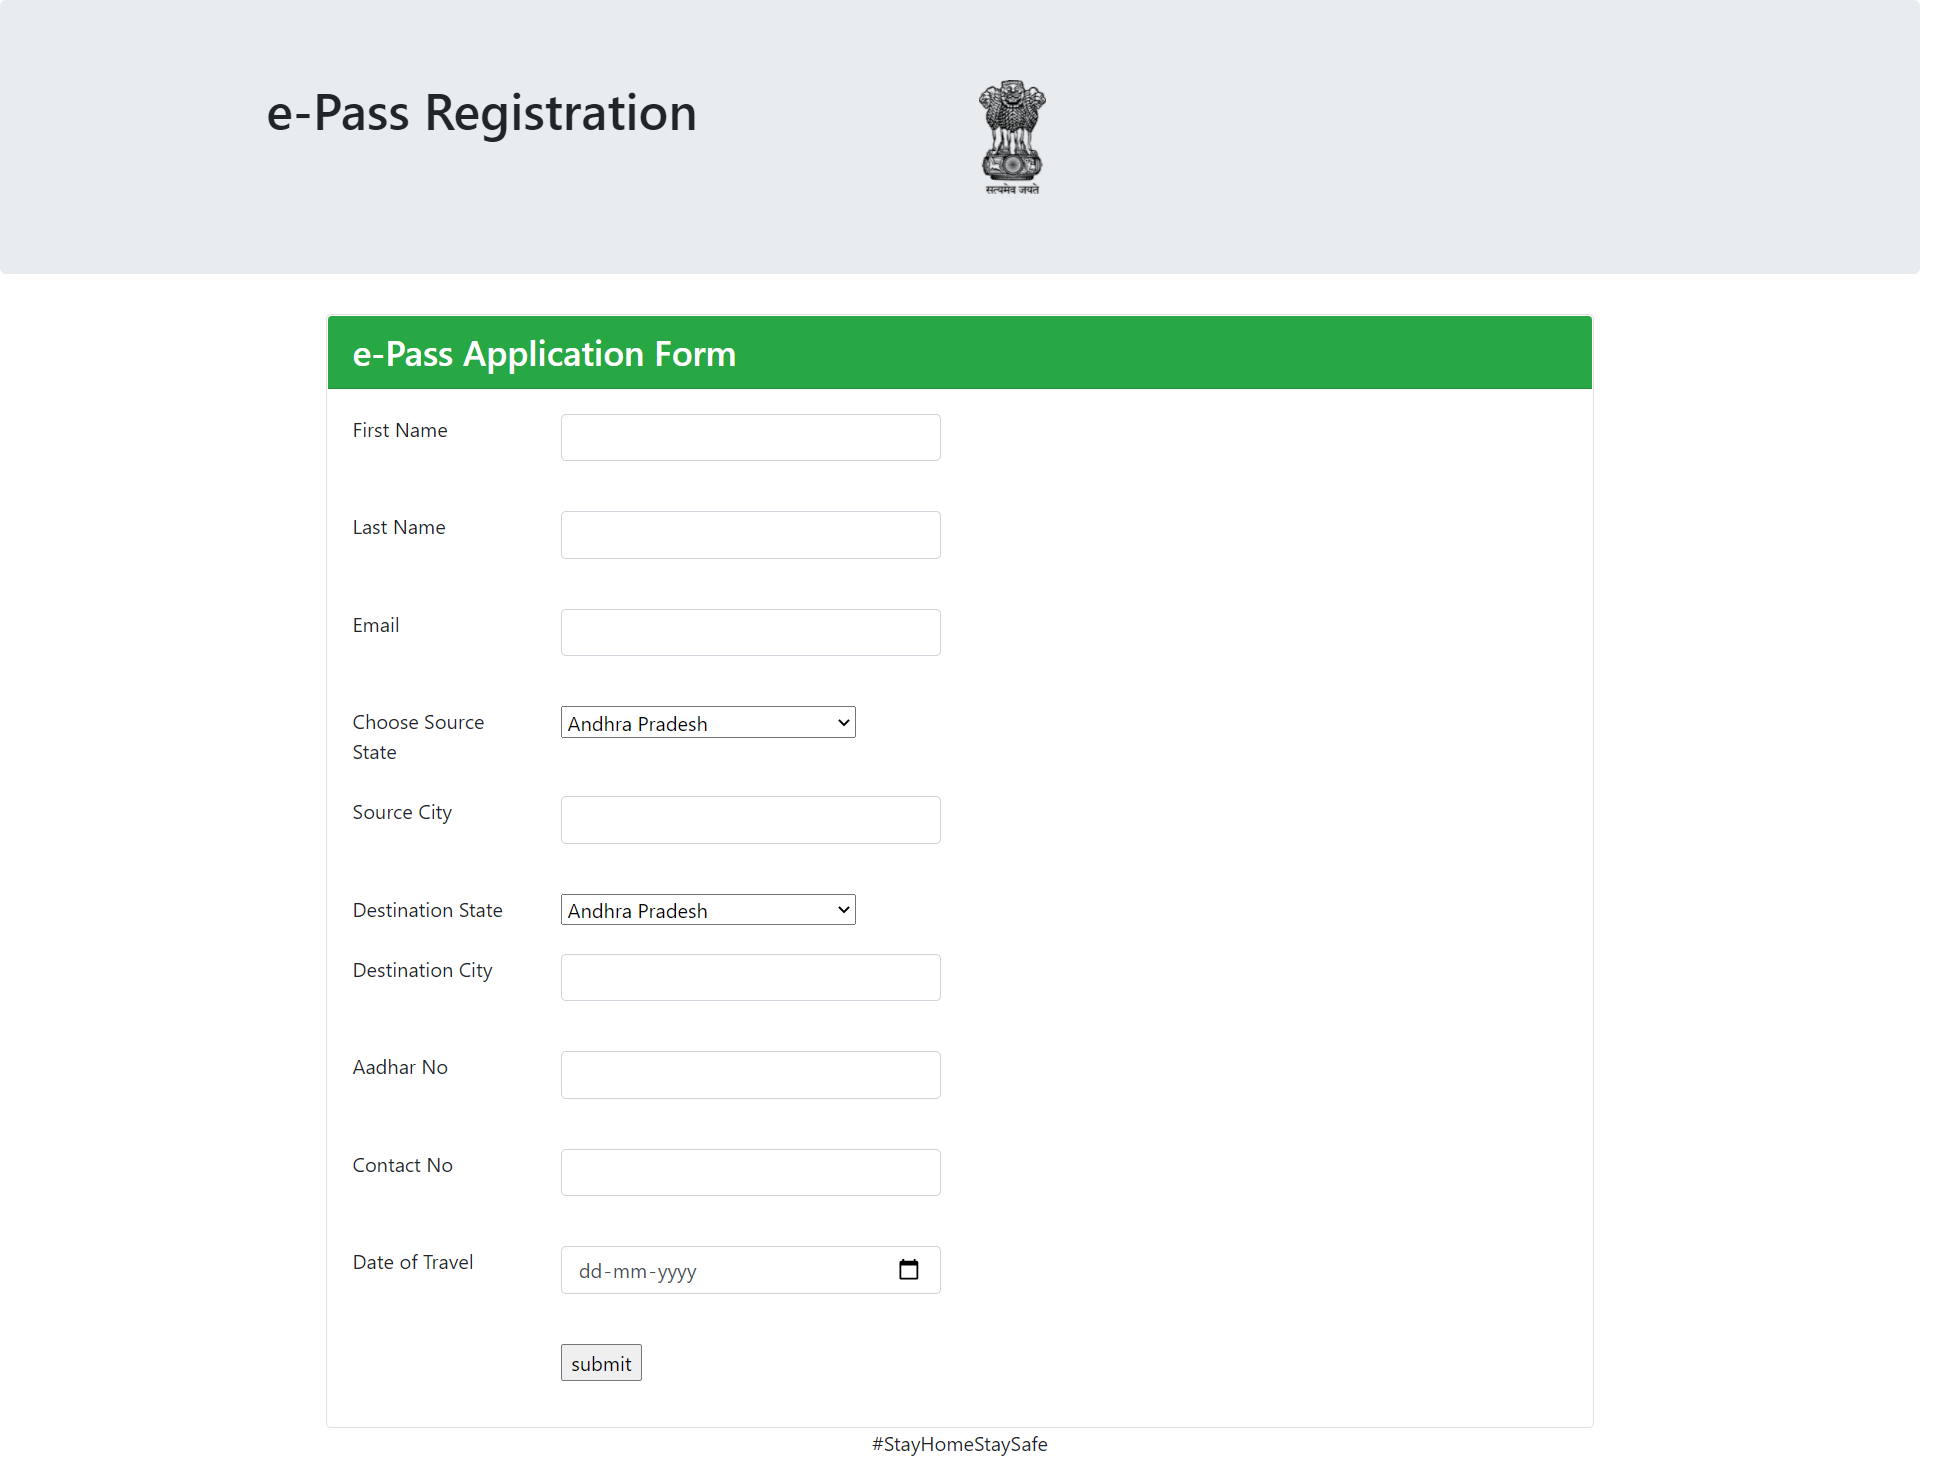 e-Pass Registration
सत्यमेव जयते
e-Pass Application Form
First Name
Last Name
Email
Choose Source
State
Andhra Pradesh
Source City
Destination State
Andhra Pradesh
Destination City
Aadhar No
Contact No
Date of Travel
dd-mm-yyyy
submit
#StayHomeStaySafe